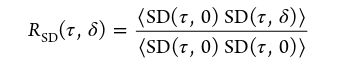 R_SD(τ, δ) = ⟨SD(τ, 0) SD(τ, δ)⟩ / ⟨SD(τ, 0) SD(τ, 0)⟩